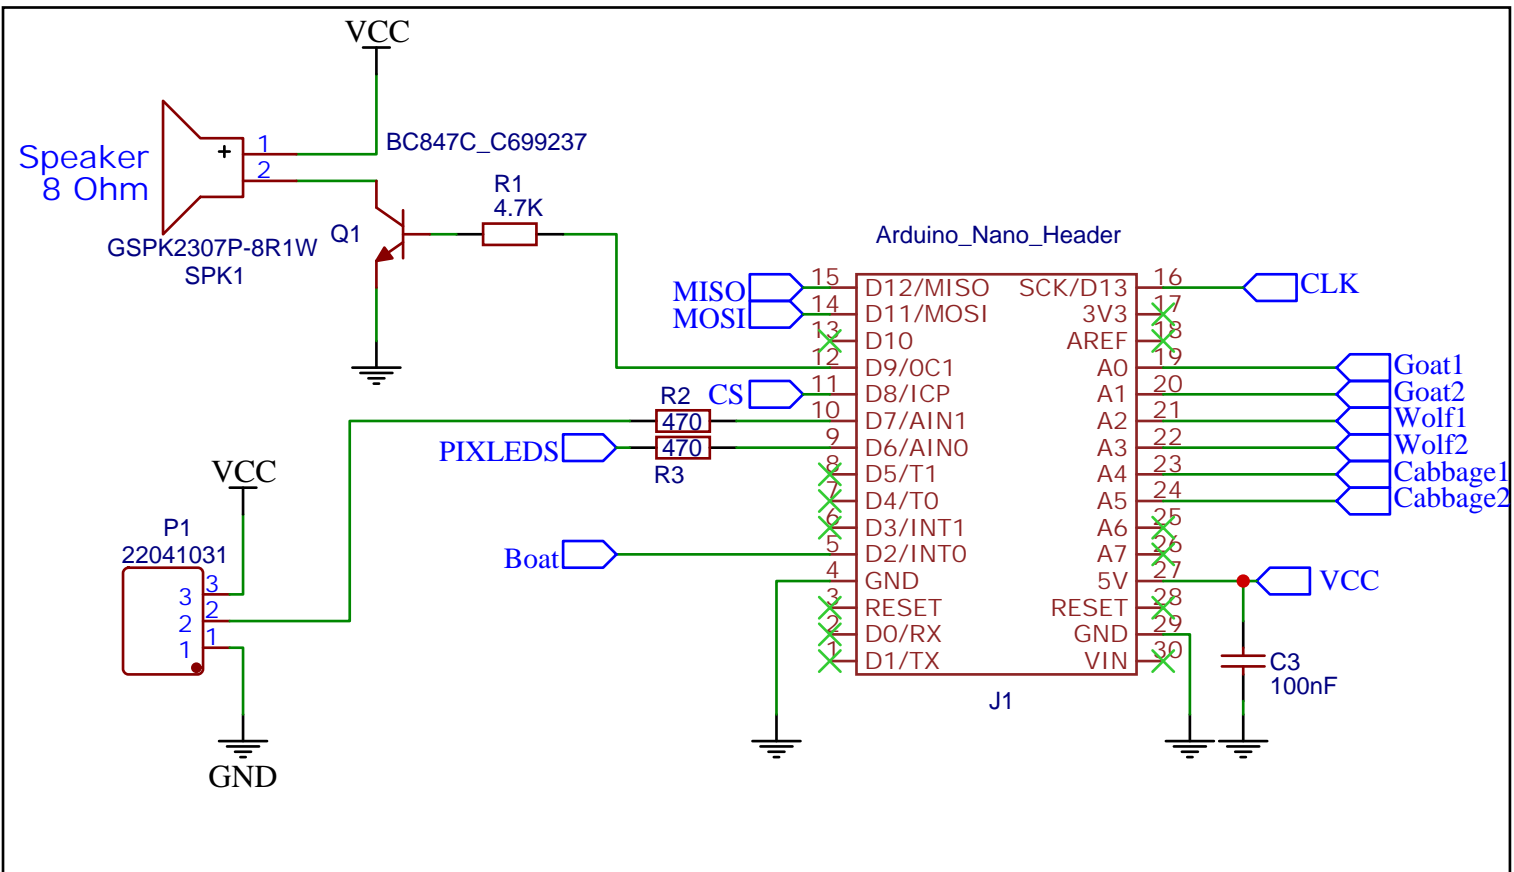 VCC
BC847C_C699237
Speaker
8 Ohm
+
1
2
GSPK2307P-8R1W
SPK1
Q1
R1
4.7K
Arduino_Nano_Header
MISO
15
D12/MISO
MOSI
14
D11/MOSI
13
D10
12
D9/0C1
CS
11
D8/ICP
R2
470
10
D7/AIN1
PIXLEDS
470
R3
9
D6/AIN0
8
D5/T1
7
D4/T0
6
D3/INT1
Boat
5
D2/INT0
4
GND
3
RESET
2
D0/RX
1
D1/TX
SCK/D13
16
CLK
3V3
17
AREF
18
A0
19
Goat1
A1
20
Goat2
A2
21
Wolf1
A3
22
Wolf2
A4
23
Cabbage1
A5
24
Cabbage2
A6
25
A7
26
5V
27
VCC
RESET
28
GND
29
VIN
30
J1
C3
100nF
VCC
P1
22041031
3
3
2
2
1
1
GND